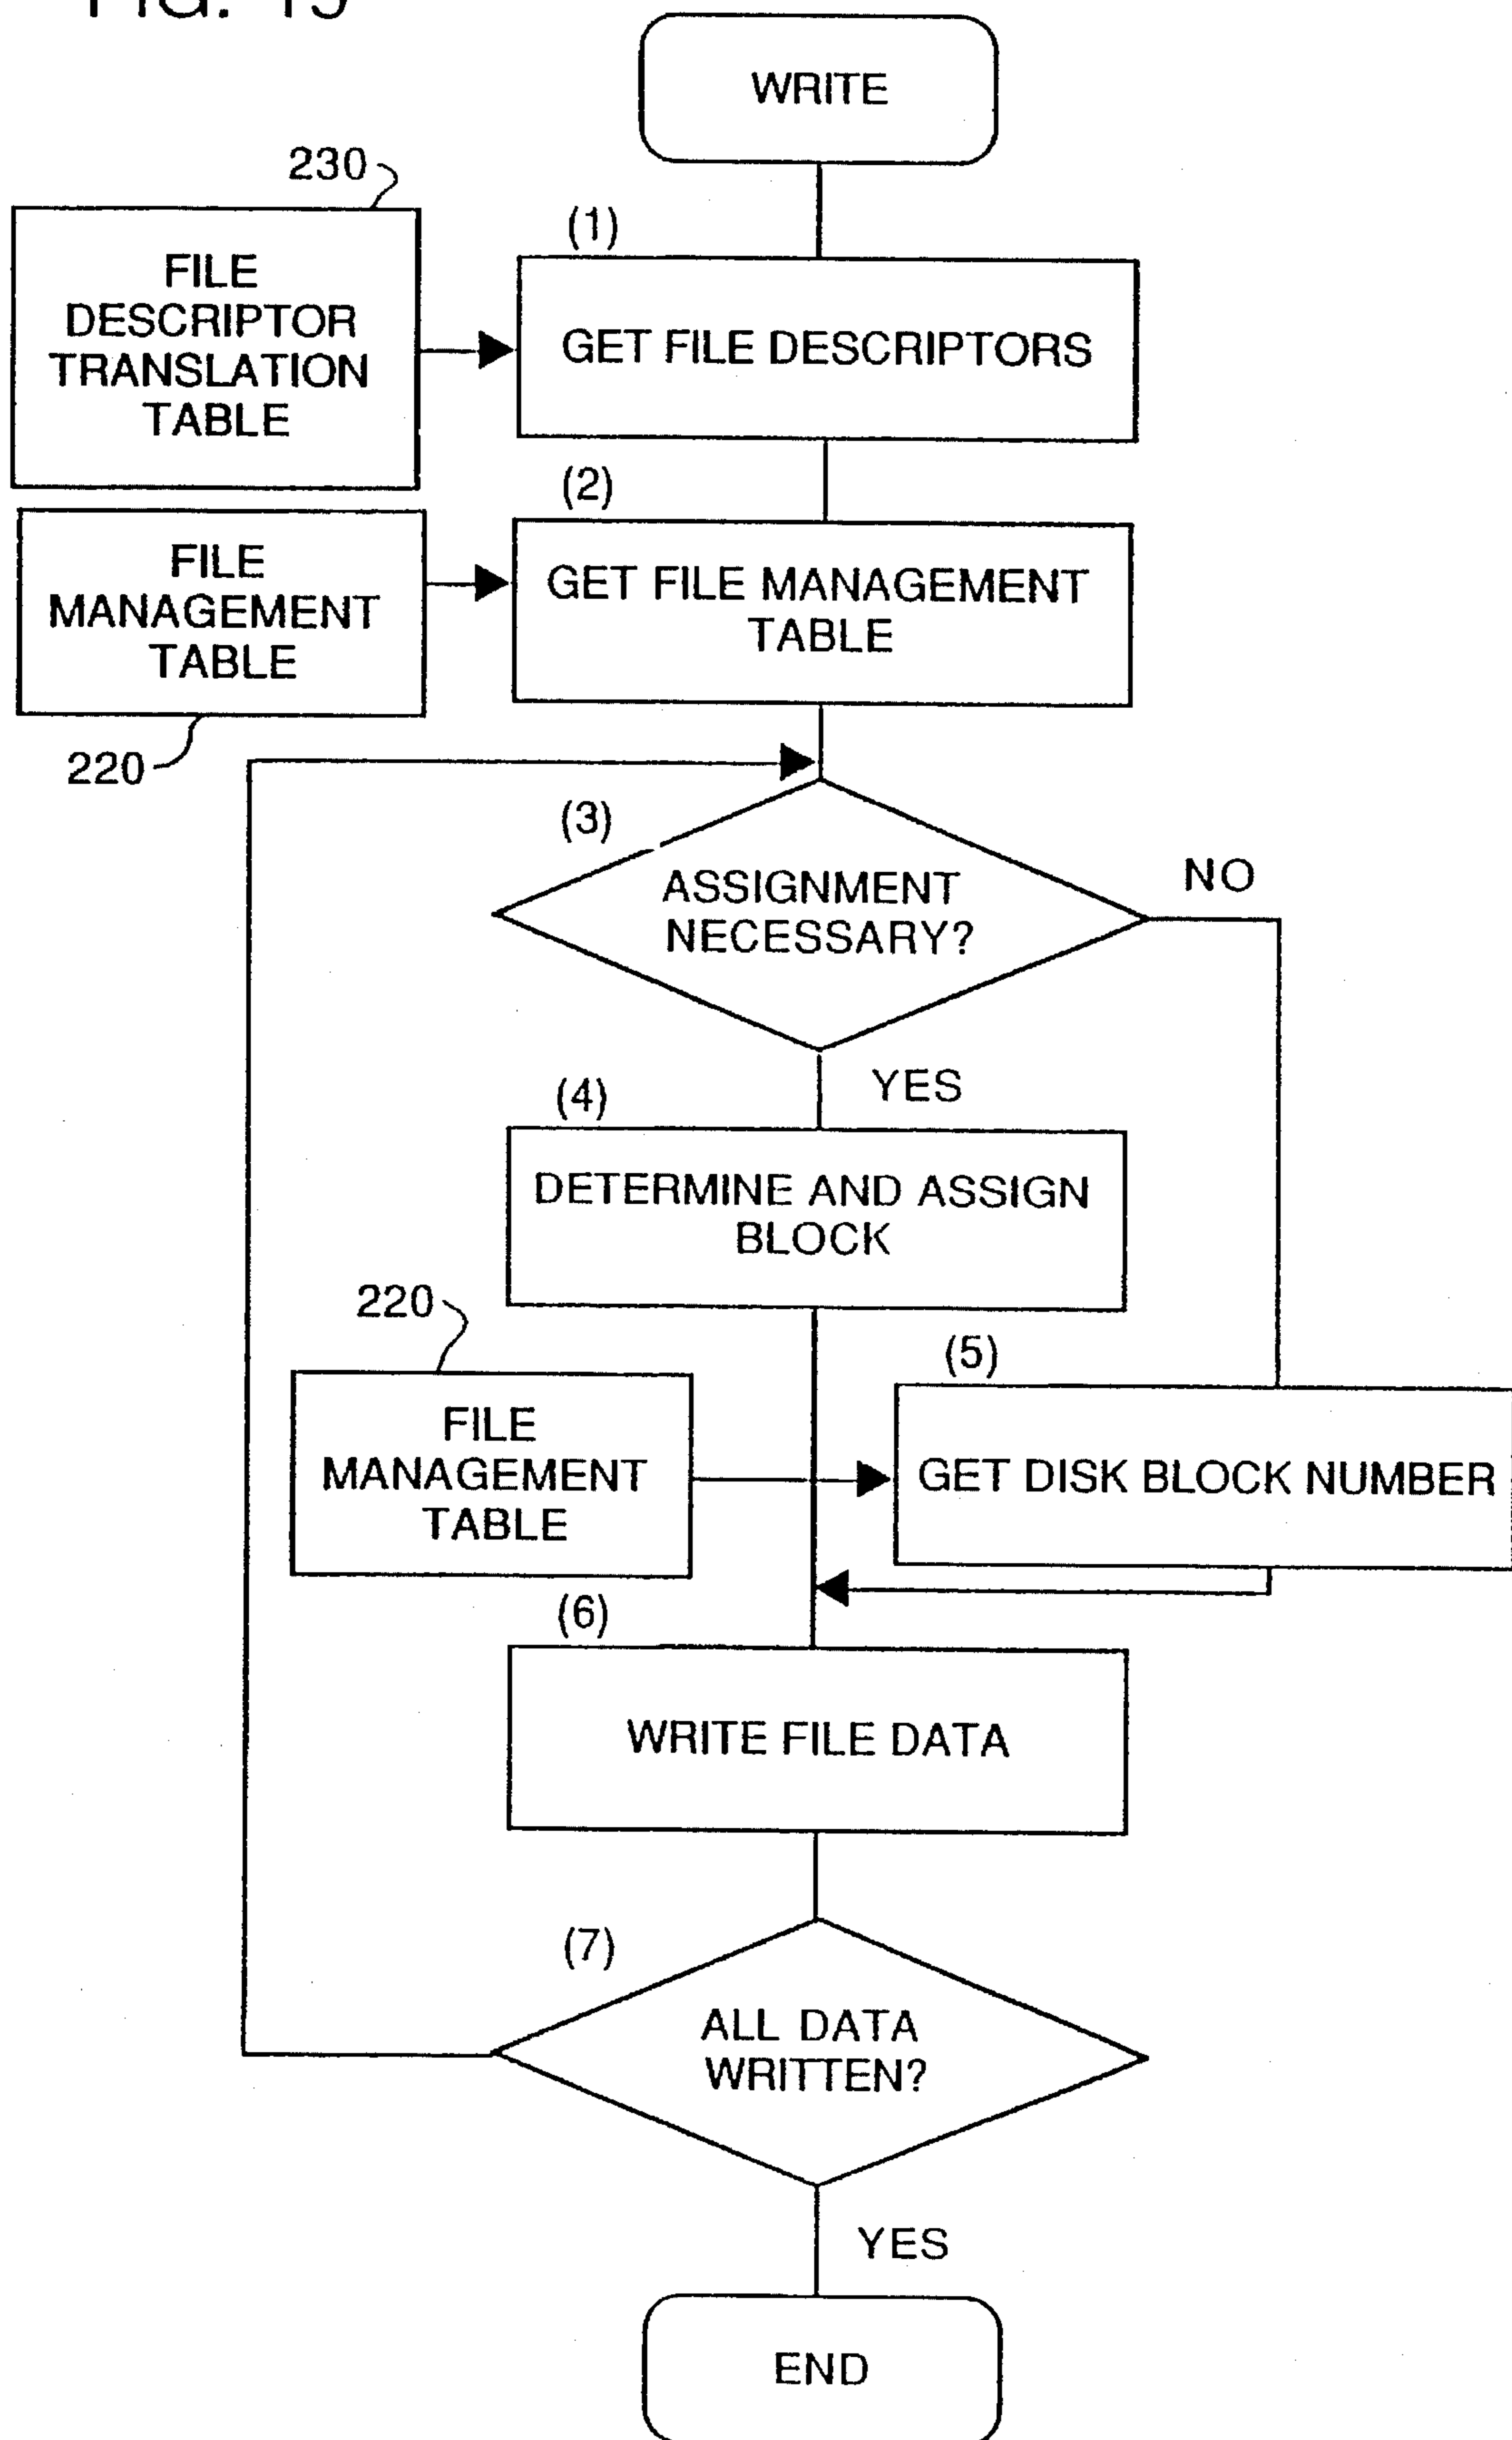 WRITE
230
(1)
FILE
DESCRIPTOR
TRANSLATION
TABLE
GET FILE DESCRIPTORS
(2)
FILE
MANAGEMENT
TABLE
GET FILE MANAGEMENT
TABLE
220
(3)
ASSIGNMENT
NECESSARY?
NO
YES
(4)
DETERMINE AND ASSIGN
BLOCK
220
(5)
FILE
MANAGEMENT
TABLE
GET DISK BLOCK NUMBER
(6)
WRITE FILE DATA
(7)
ALL DATA
WRITTEN?
YES
END